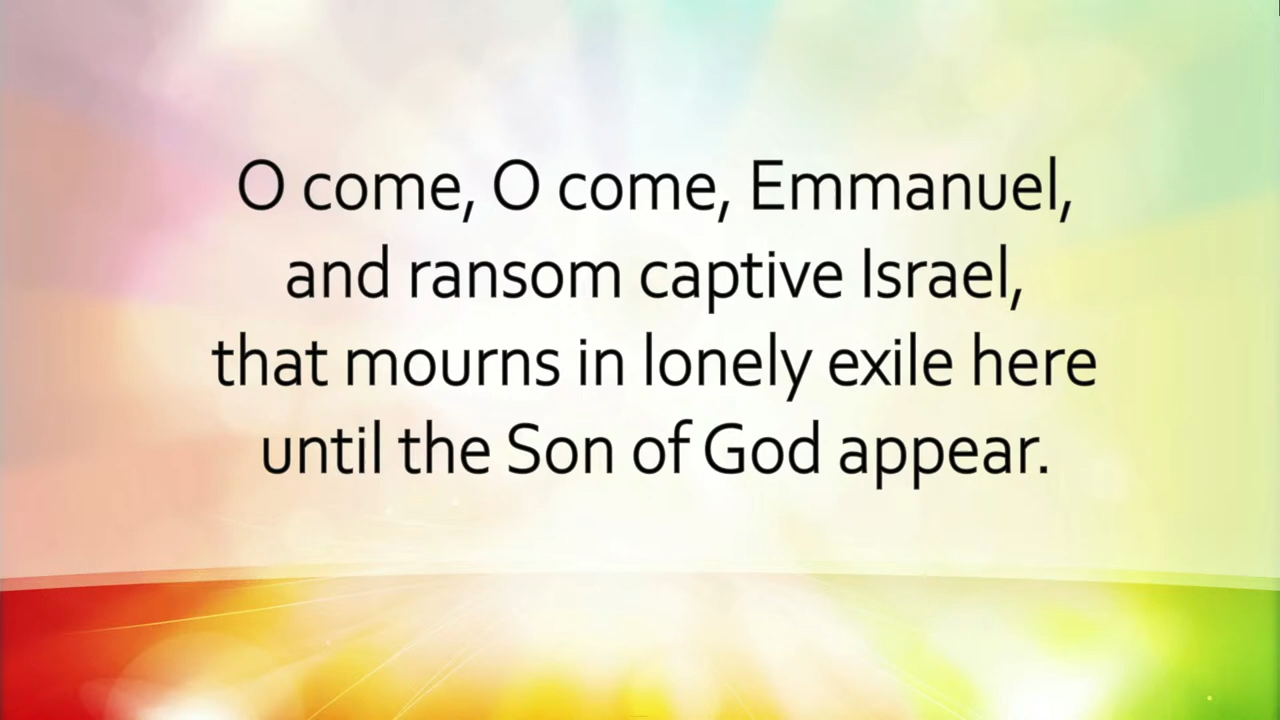 O come, O come, Emmanuel,
and ransom captive Israel,
that mourns in lonely exile here
until the Son of God appear.